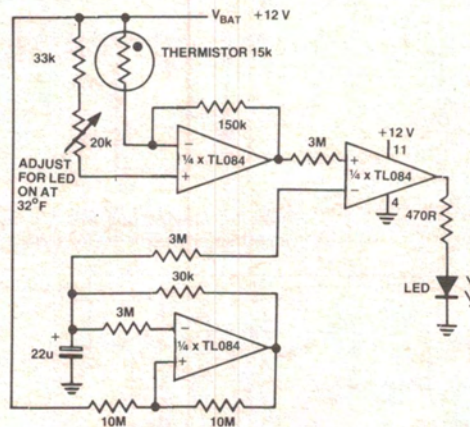 V_BAT +12 V
33k
THERMISTOR 15k
20k
150k
ADJUST
FOR LED
ON AT
32°F
−
+
¼ x TL084
3M
+12 V
11
+
−
¼ x TL084
4
470R
LED
3M
30k
3M
+
22u
−
+
¼ x TL084
10M
10M